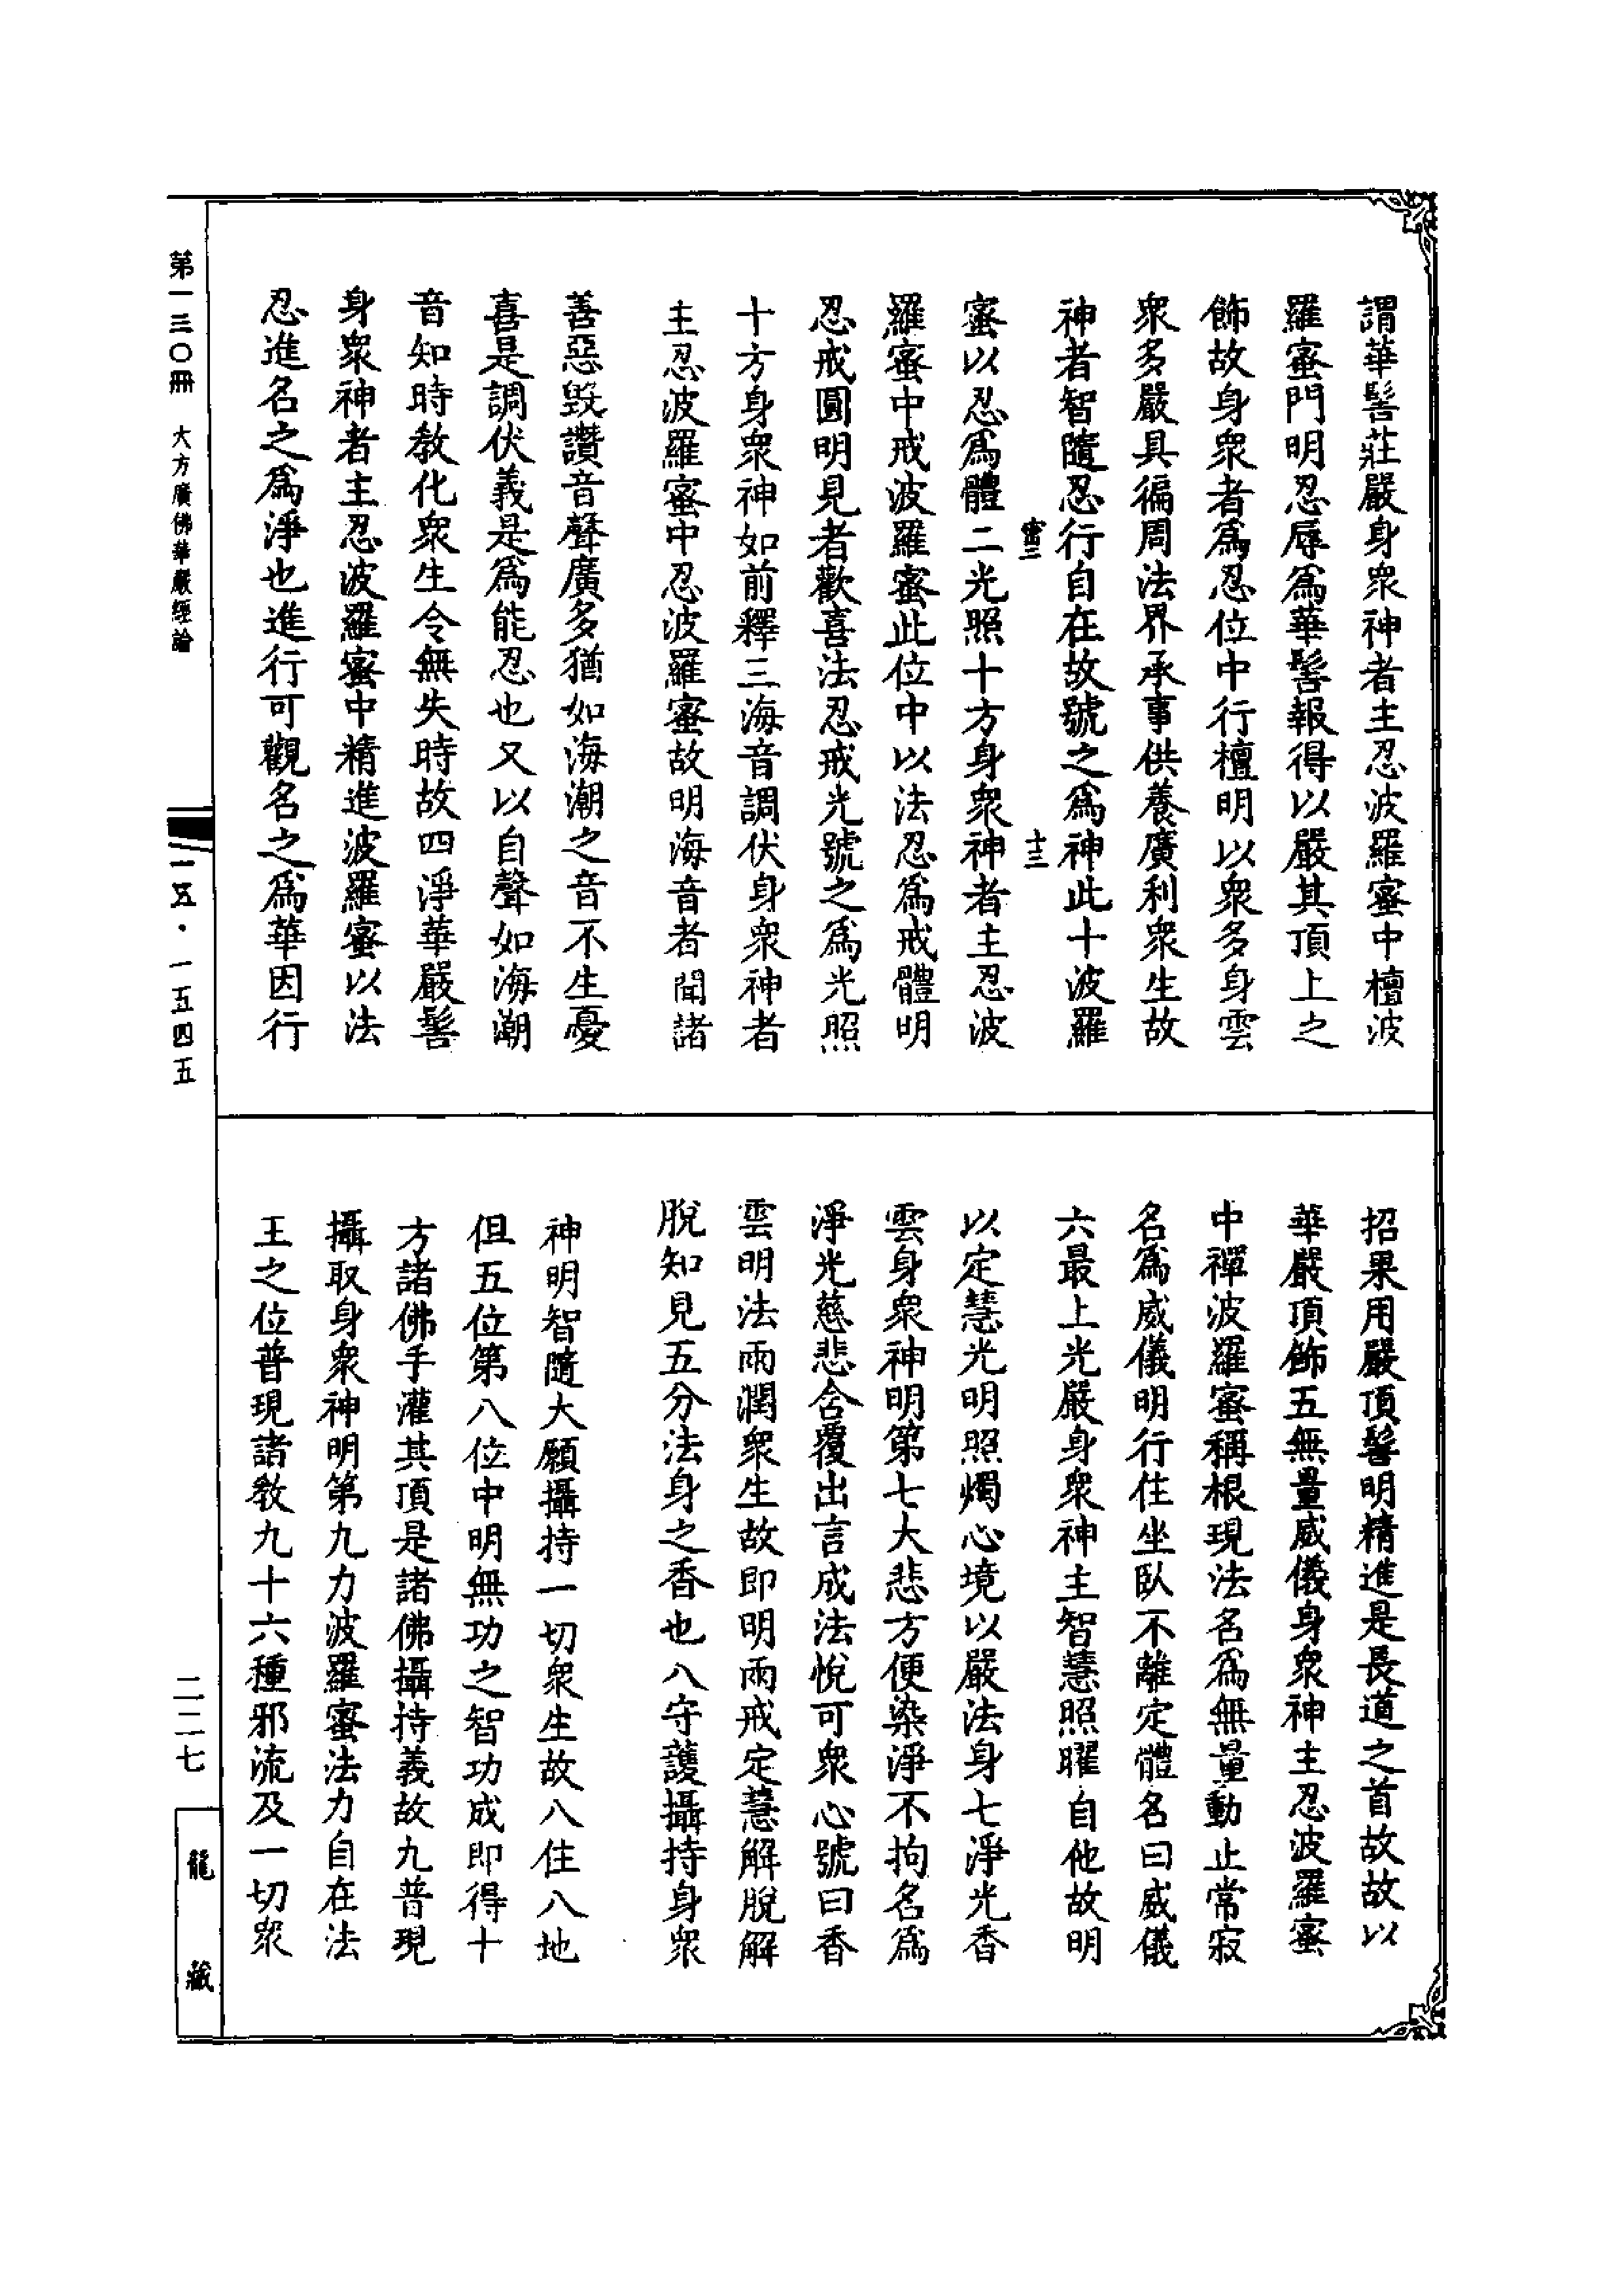 謂華髻莊嚴身衆神者主忍波羅蜜中檀波
羅蜜門明忍辱爲華髻報得以嚴其頂上之
飾故身衆者爲忍位中行檀明以衆多身雲
衆多嚴具徧周法界承事供養廣利衆生故
神者智隨忍行自在故號之爲神此十波羅
十三
蜜以忍爲體二光照十方身衆神者主忍波
羅蜜中戒波羅蜜此位中以法忍爲戒體明
忍戒圓明見者歡喜法忍戒光號之爲光照
十方身衆神如前釋三海音調伏身衆神者
主忍波羅蜜中忍波羅蜜故明海音者聞諸
善惡毀讚音聲廣多猶如海潮之音不生憂
喜是調伏義是爲能忍也又以自聲如海潮
音知時教化衆生令無失時故四淨華嚴髻
身衆神者主忍波羅蜜中精進波羅蜜以法
忍進名之爲淨也進行可觀名之爲華因行
招果用嚴頂髻明精進是長道之首故故以
華嚴頂飾五無量威儀身衆神主忍波羅蜜
中禪波羅蜜稱根現法名爲無量動止常寂
名爲威儀明行住坐臥不離定體名曰威儀
六最上光嚴身衆神主智慧照曜自他故明
以定慧光明照燭心境以嚴法身七淨光香
雲身衆神明第七大悲方便染淨不拘名爲
淨光慈悲含覆出言成法悅可衆心號曰香
雲明法雨潤衆生故即明雨戒定慧解脫解
脫知見五分法身之香也八守護攝持身衆
神明智隨大願攝持一切衆生故八住八地
但五位第八位中明無功之智功成即得十
方諸佛手灌其頂是諸佛攝持義故九普現
攝取身衆神明第九力波羅蜜法力自在法
王之位普現諸教九十六種邪流及一切衆
第一三〇冊 大方廣佛華嚴經論
一五·一五四五
二二七
龍藏